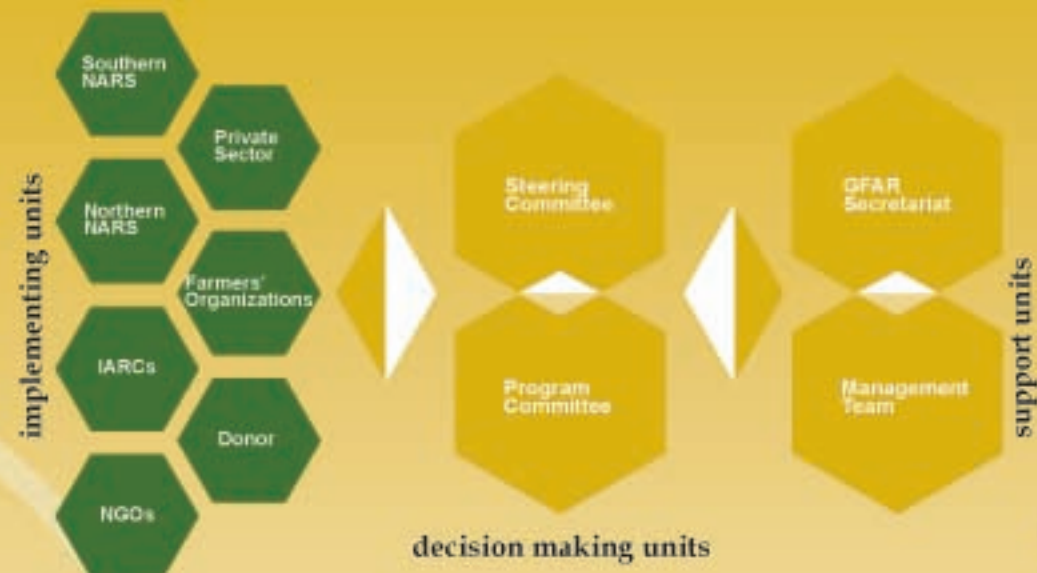 implementing units
Southern
NARS
Private
Sector
Northern
NARS
Farmers'
Organizations
IARCs
Donor
NGOs
Steering
Committee
Program
Committee
decision making units
GFAR
Secretariat
Management
Team
support units